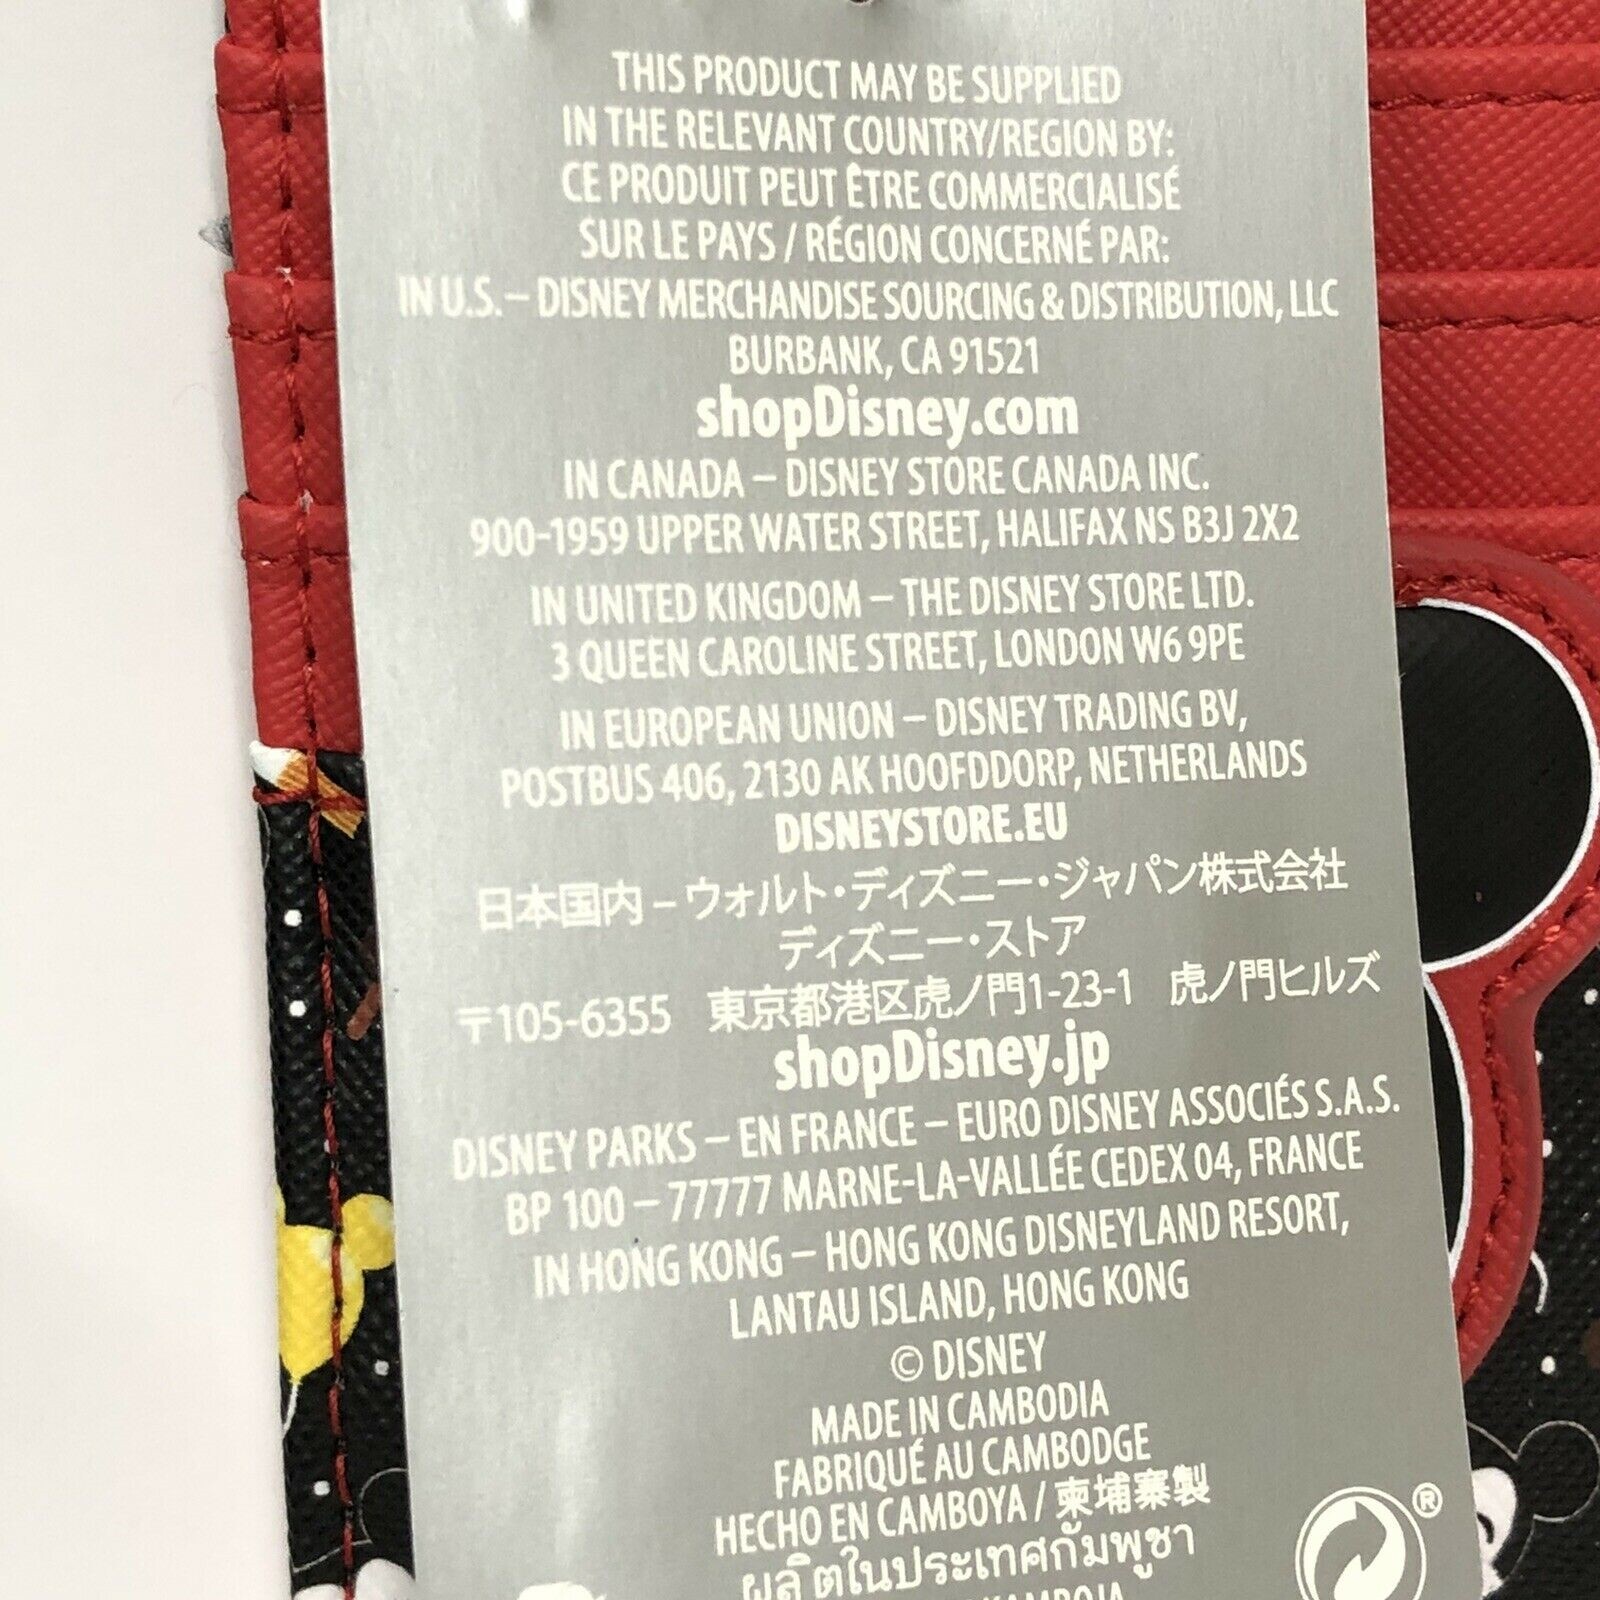 THIS PRODUCT MAY BE SUPPLIED
IN THE RELEVANT COUNTRY/REGION BY:
CE PRODUIT PEUT ÊTRE COMMERCIALISÉ
SUR LE PAYS / RÉGION CONCERNÉ PAR:
IN U.S. – DISNEY MERCHANDISE SOURCING & DISTRIBUTION, LLC
BURBANK, CA 91521
shopDisney.com
IN CANADA – DISNEY STORE CANADA INC.
900-1959 UPPER WATER STREET, HALIFAX NS B3J 2X2
IN UNITED KINGDOM – THE DISNEY STORE LTD.
3 QUEEN CAROLINE STREET, LONDON W6 9PE
IN EUROPEAN UNION – DISNEY TRADING BV,
POSTBUS 406, 2130 AK HOOFDDORP, NETHERLANDS
DISNEYSTORE.EU
日本国内 – ウォルト・ディズニー・ジャパン株式会社
ディズニー・ストア
〒105-6355 東京都港区虎ノ門1-23-1 虎ノ門ヒルズ
shopDisney.jp
DISNEY PARKS – EN FRANCE – EURO DISNEY ASSOCIÉS S.A.S.
BP 100 – 77777 MARNE-LA-VALLÉE CEDEX 04, FRANCE
IN HONG KONG – HONG KONG DISNEYLAND RESORT,
LANTAU ISLAND, HONG KONG
© DISNEY
MADE IN CAMBODIA
FABRIQUÉ AU CAMBODGE
HECHO EN CAMBOYA / 柬埔寨製
ผลิตในประเทศกัมพูชา
®